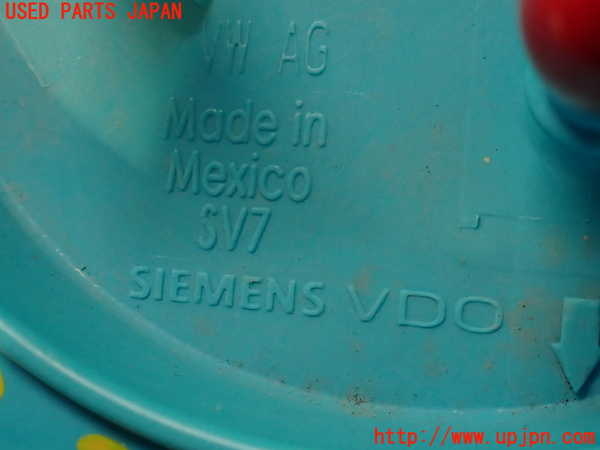 USED PARTS JAPAN
VW AG
Made in
Mexico
SV7
SIEMENS VDO
http://www.upjpn.com/